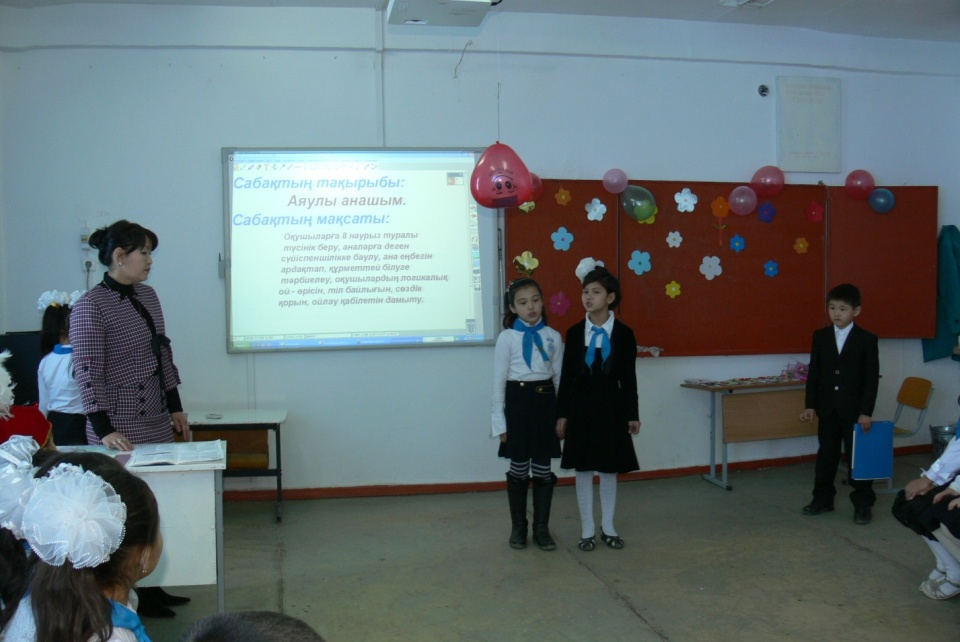 Сабақтың тақырыбы:
Аяулы анашым.
Сабақтың мақсаты:
Оқушыларға 8 наурыз туралы
түсінік беру, аналарға деген
сүйіспеншілікке баулу, ана еңбегін
ардақтап, құрметтей білуге
тәрбиелеу, оқушылардың логикалық
ой - өрісін, тіл байлығын, сөздік
қорын, ойлау қабілетін дамыту.